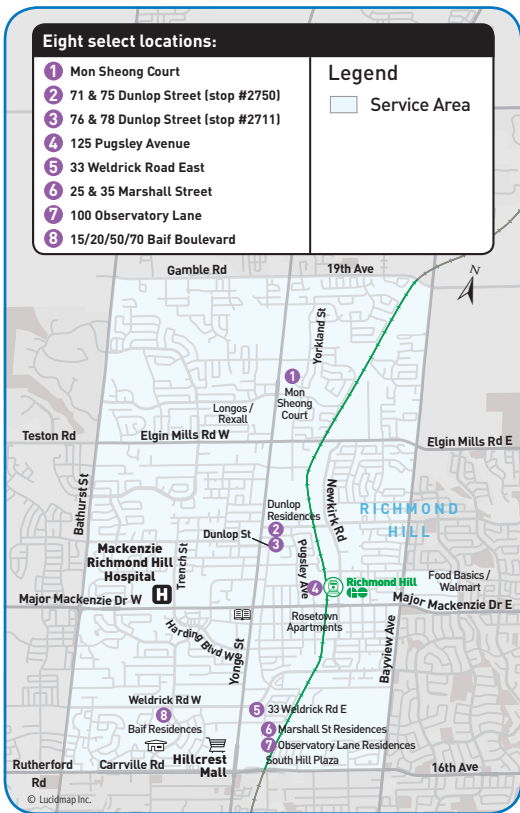 Eight select locations:
1 Mon Sheong Court
2 71 & 75 Dunlop Street (stop #2750)
3 76 & 78 Dunlop Street (stop #2711)
4 125 Pugsley Avenue
5 33 Weldrick Road East
6 25 & 35 Marshall Street
7 100 Observatory Lane
8 15/20/50/70 Baif Boulevard
Legend
Service Area
Gamble Rd
19th Ave
N
Yorkland St
1
Mon
Sheong
Court
Longos /
Rexall
Teston Rd
Elgin Mills Rd W
Elgin Mills Rd E
Bathurst St
Newkirk Rd
RICHMOND
HILL
Dunlop
Residences
2
Dunlop St
3
Pugsley Ave
Mackenzie
Richmond Hill
Hospital
H
Trench St
4
Richmond Hill
GO
Food Basics /
Walmart
Major Mackenzie Dr W
Major Mackenzie Dr E
Rosetown
Apartments
Harding Blvd W
Yonge St
Bayview Ave
Weldrick Rd W
8
Baif Residences
5 33 Weldrick Rd E
6 Marshall St Residences
7 Observatory Lane Residences
South Hill Plaza
Hillcrest
Mall
Rutherford
Rd
Carrville Rd
16th Ave
© Lucidmap Inc.